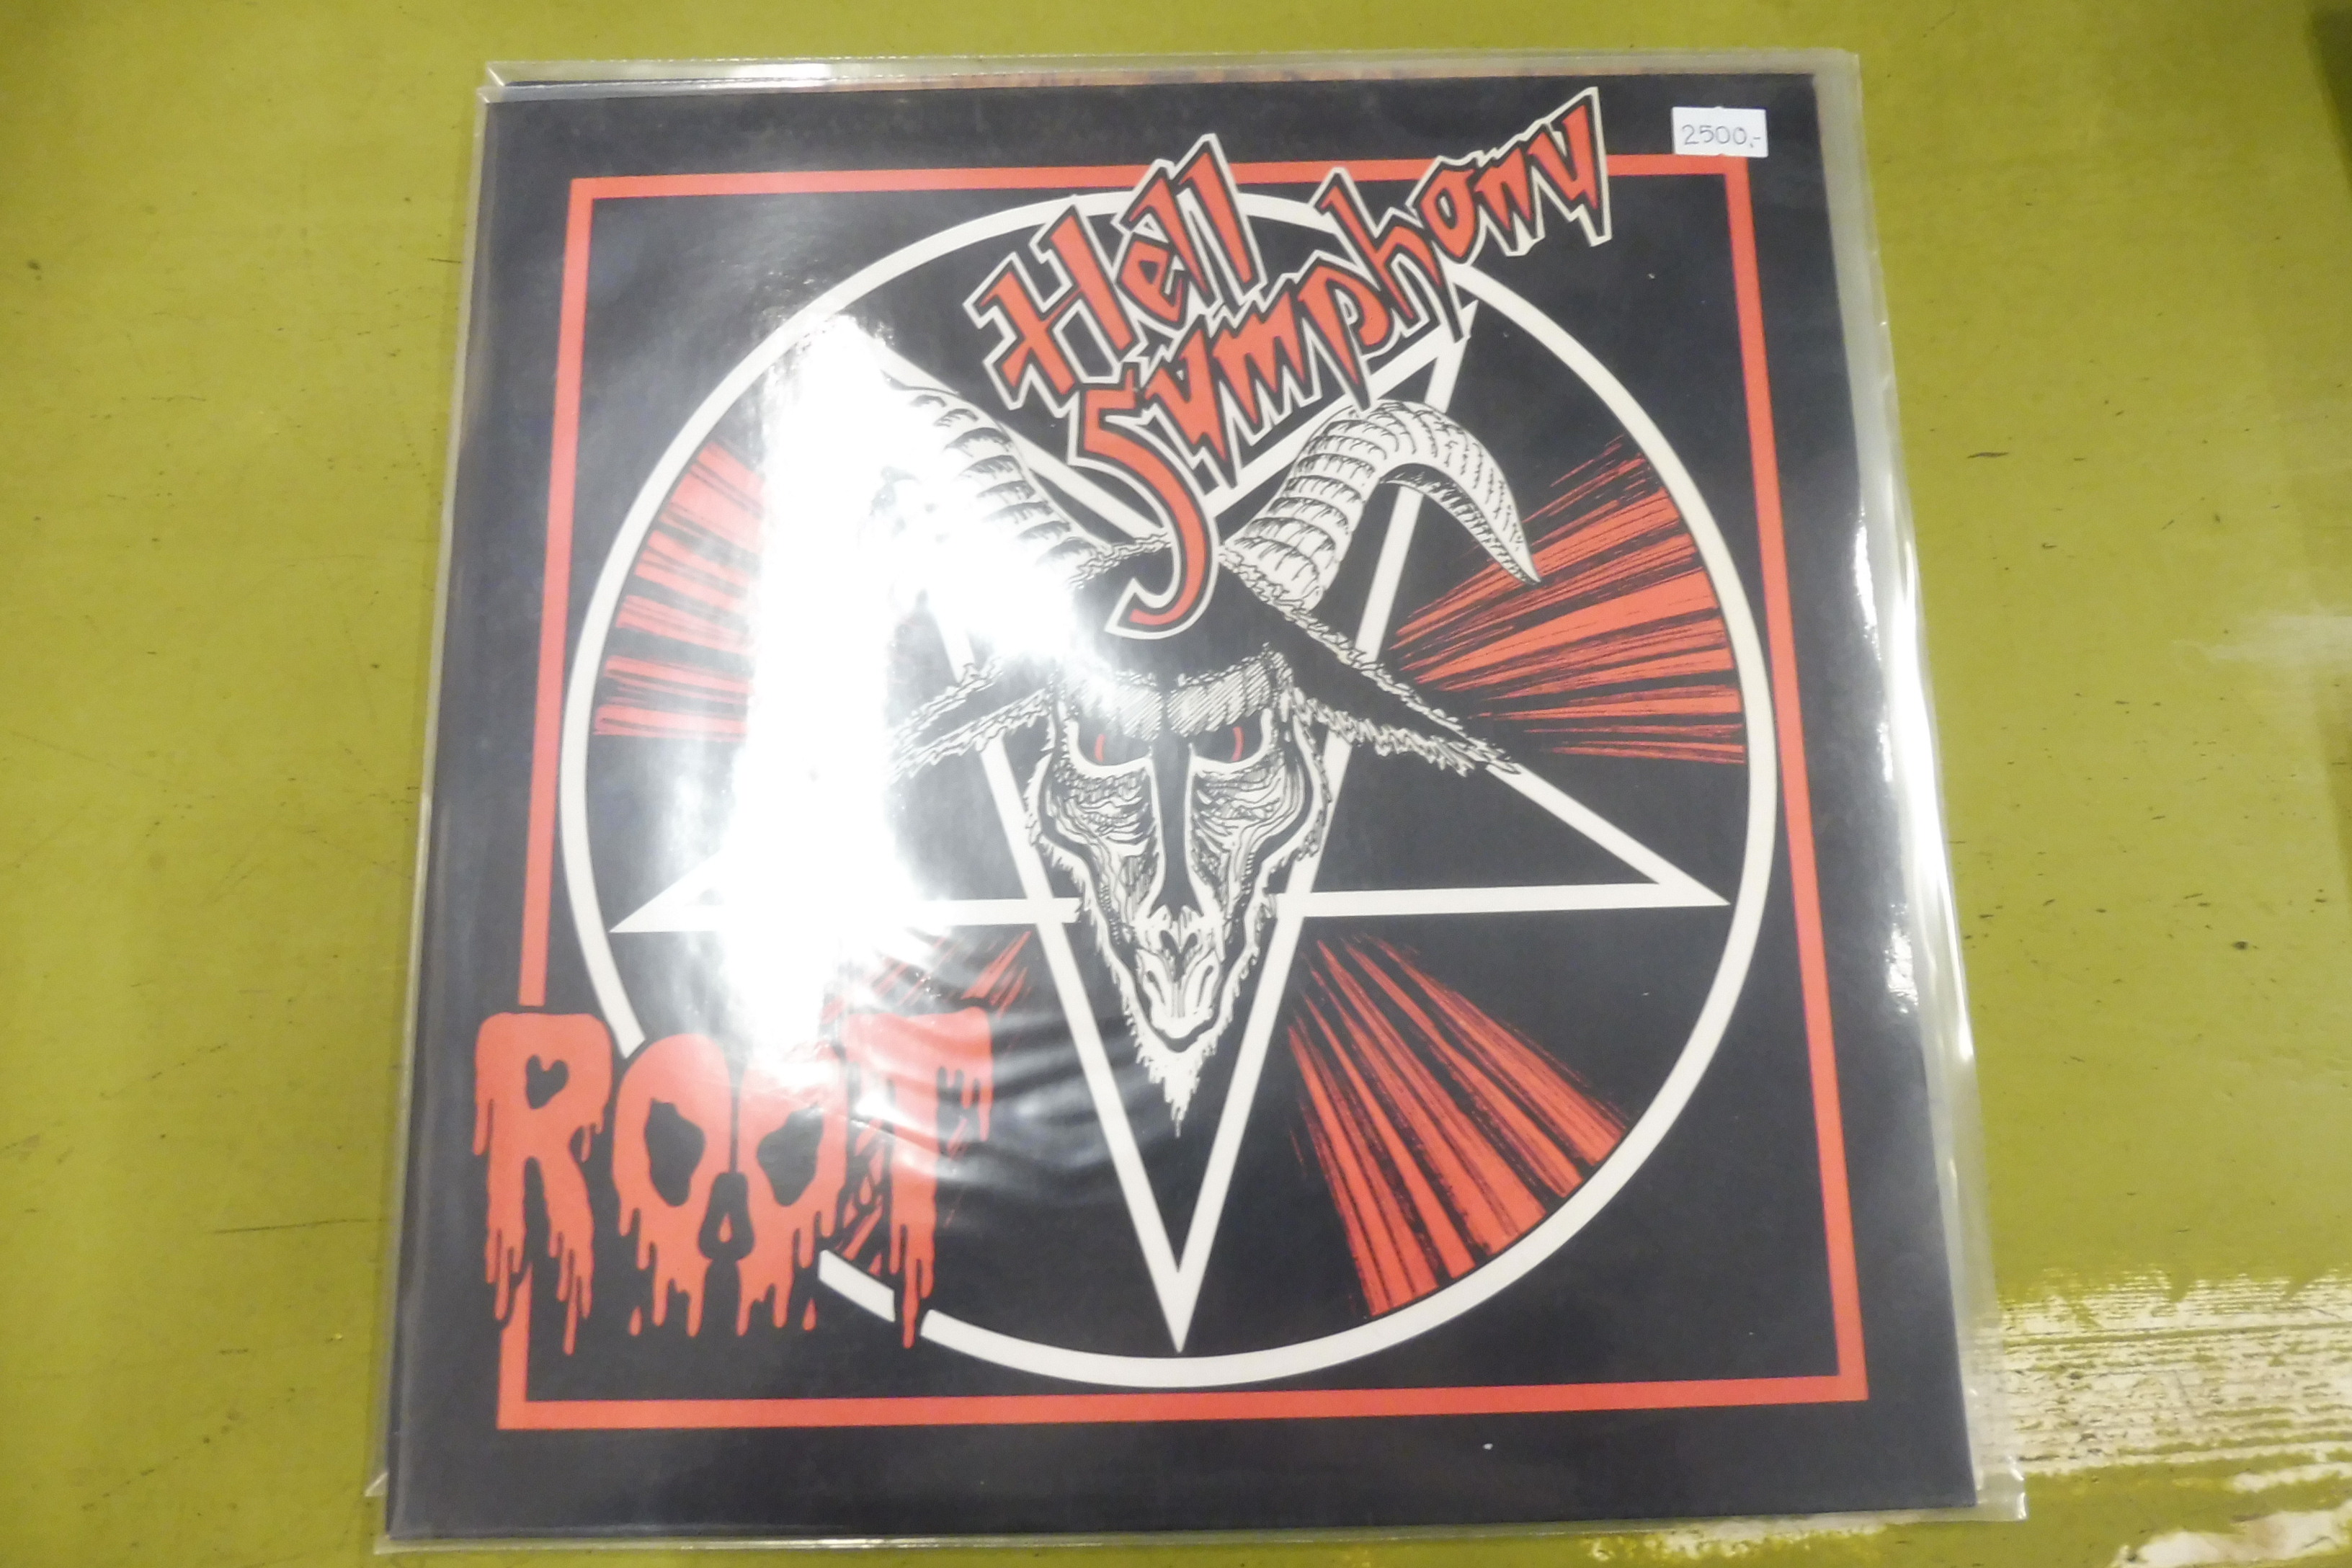 2500,-
Hell
Symphony
ROOT